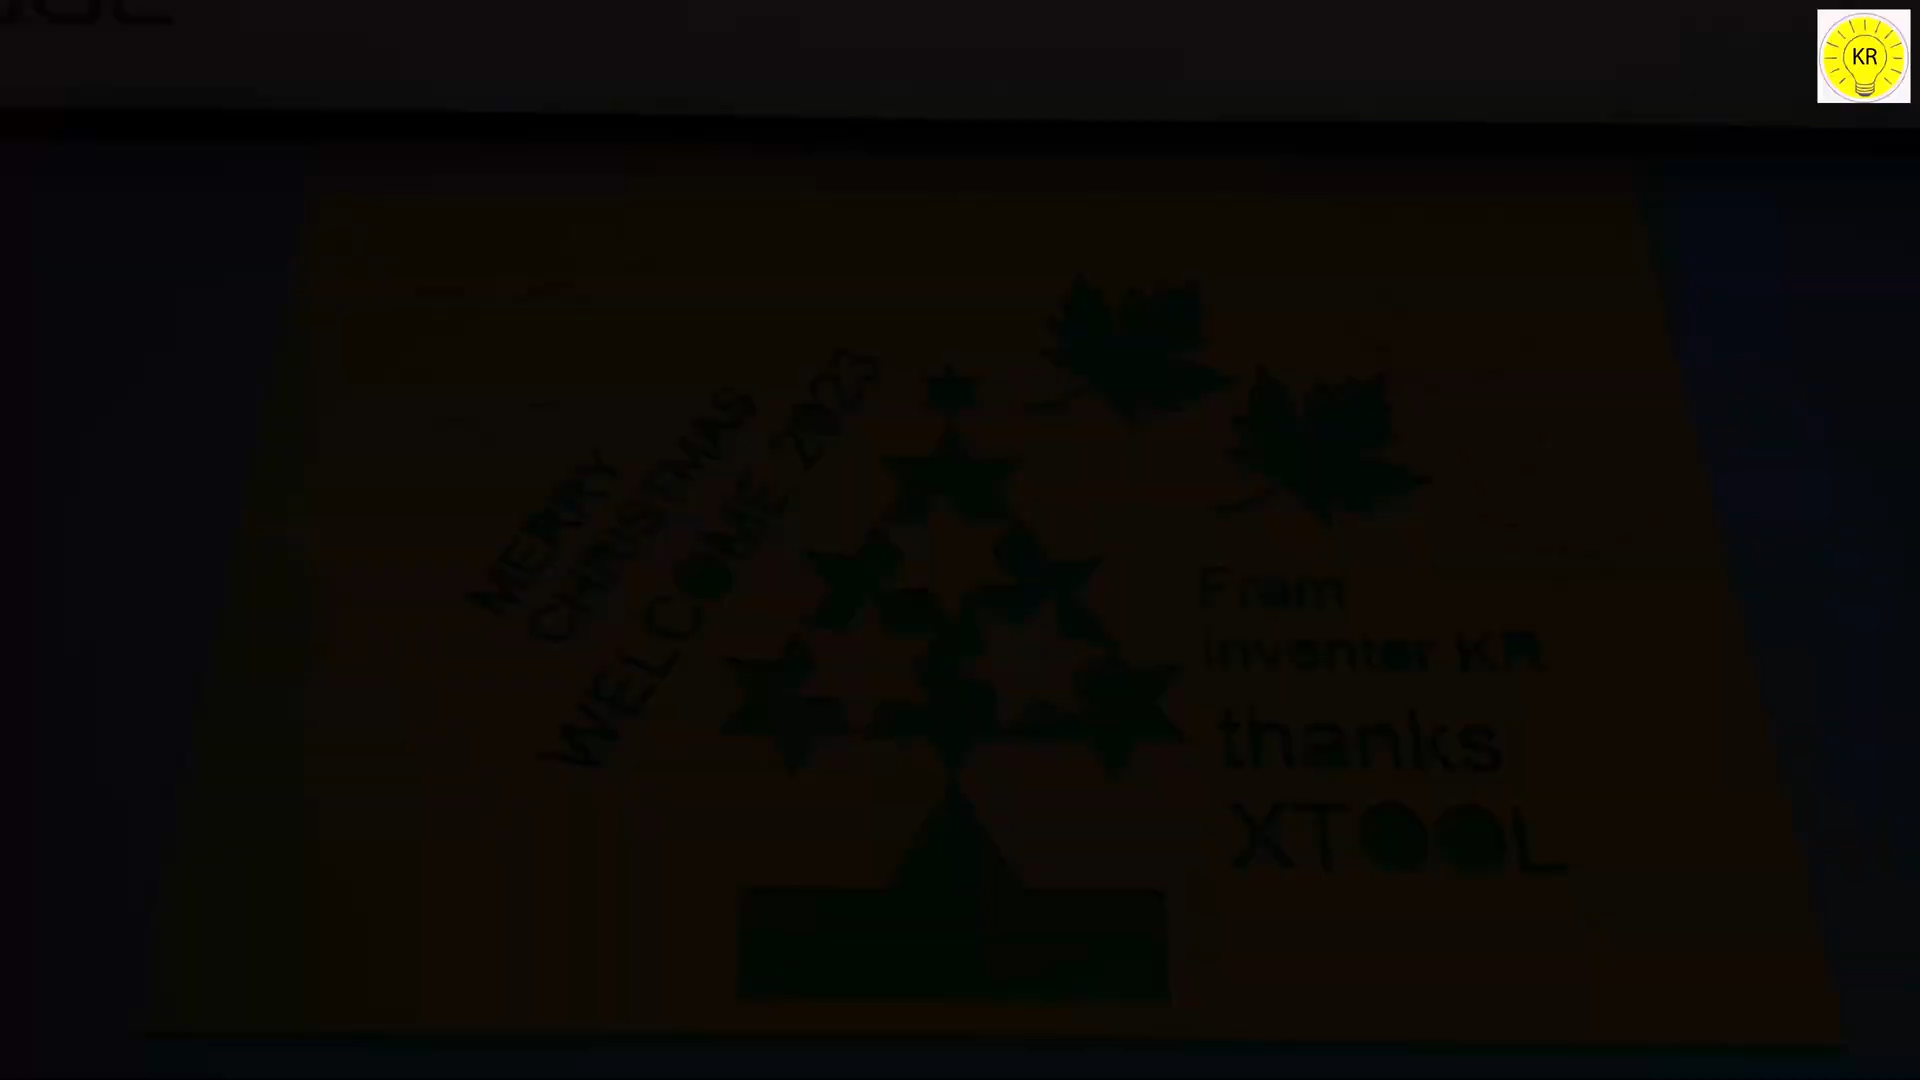 KR
MERRY
CHRISTMAS
WELCOME 2023
From
inventer KR
thanks
XTOOL